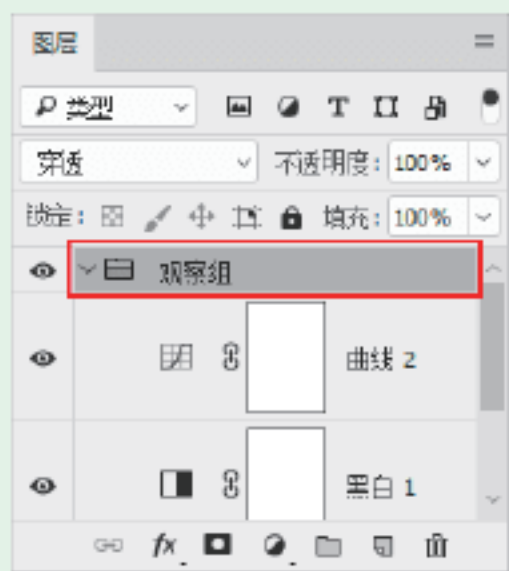 图层
类型 T
穿透 不透明度: 100%
锁定: 填充: 100%
观察组
曲线 2
黑白 1
fx